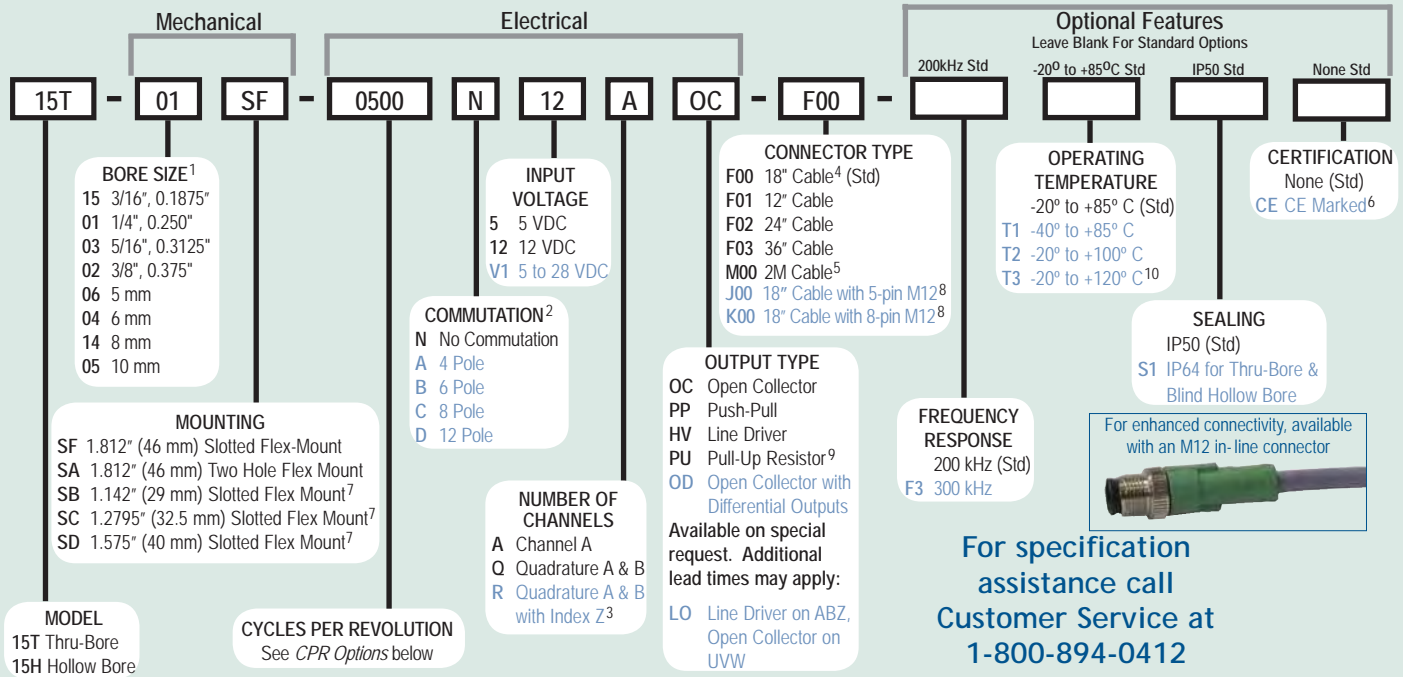 Mechanical
Electrical
Optional Features
Leave Blank For Standard Options
200kHz Std
-20⁰ to +85⁰C Std
IP50 Std
None Std
15T - 01 SF - 0500 N 12 A OC - F00 -
BORE SIZE¹
15 3/16", 0.1875"
01 1/4", 0.250"
03 5/16", 0.3125"
02 3/8", 0.375"
06 5 mm
04 6 mm
14 8 mm
05 10 mm
MOUNTING
SF 1.812" (46 mm) Slotted Flex-Mount
SA 1.812" (46 mm) Two Hole Flex Mount
SB 1.142" (29 mm) Slotted Flex Mount⁷
SC 1.2795" (32.5 mm) Slotted Flex Mount⁷
SD 1.575" (40 mm) Slotted Flex Mount⁷
MODEL
15T Thru-Bore
15H Hollow Bore
CYCLES PER REVOLUTION
See CPR Options below
INPUT
VOLTAGE
5 5 VDC
12 12 VDC
V1 5 to 28 VDC
COMMUTATION²
N No Commutation
A 4 Pole
B 6 Pole
C 8 Pole
D 12 Pole
NUMBER OF
CHANNELS
A Channel A
Q Quadrature A & B
R Quadrature A & B
with Index Z³
CONNECTOR TYPE
F00 18" Cable⁴ (Std)
F01 12" Cable
F02 24" Cable
F03 36" Cable
M00 2M Cable⁵
J00 18" Cable with 5-pin M12⁸
K00 18" Cable with 8-pin M12⁸
OUTPUT TYPE
OC Open Collector
PP Push-Pull
HV Line Driver
PU Pull-Up Resistor⁹
OD Open Collector with
Differential Outputs
Available on special
request. Additional
lead times may apply:
LO Line Driver on ABZ,
Open Collector on
UVW
FREQUENCY
RESPONSE
200 kHz (Std)
F3 300 kHz
OPERATING
TEMPERATURE
-20º to +85º C (Std)
T1 -40º to +85º C
T2 -20º to +100º C
T3 -20º to +120º C¹⁰
SEALING
IP50 (Std)
S1 IP64 for Thru-Bore &
Blind Hollow Bore
CERTIFICATION
None (Std)
CE CE Marked⁶
For enhanced connectivity, available
with an M12 in-line connector
For specification
assistance call
Customer Service at
1-800-894-0412